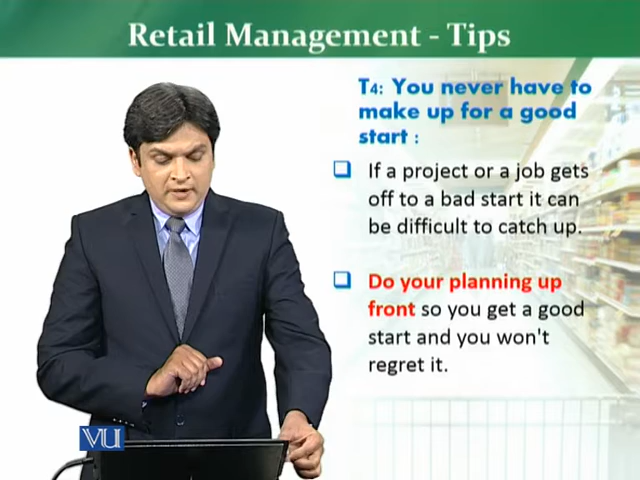 Retail Management - Tips
T4: You never have to
make up for a good
start :
If a project or a job gets
off to a bad start it can
be difficult to catch up.
Do your planning up
front so you get a good
start and you won't
regret it.
VU